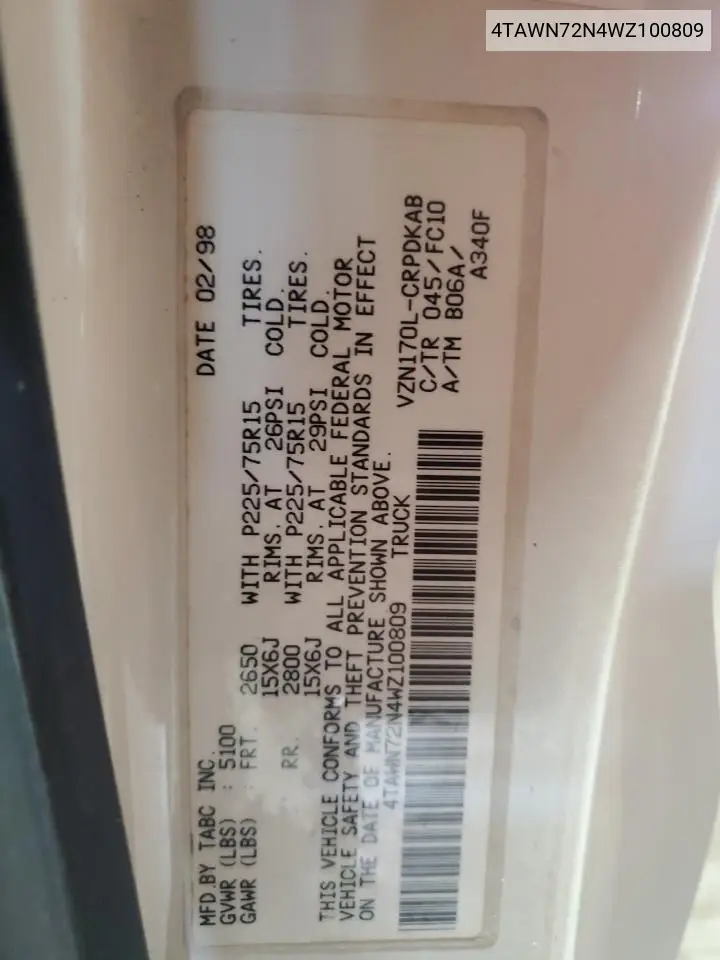 4TAWN72N4WZ100809
MFD.BY TABC INC. DATE 02/98
GVWR (LBS) : 5100
GAWR (LBS) : FRT. 2650 WITH P225/75R15 TIRES.
15X6J RIMS, AT 26PSI COLD.
RR. 2800 WITH P225/75R15 TIRES.
15X6J RIMS, AT 29PSI COLD.
THIS VEHICLE CONFORMS TO ALL APPLICABLE FEDERAL MOTOR
VEHICLE SAFETY AND THEFT PREVENTION STANDARDS IN EFFECT
ON THE DATE OF MANUFACTURE SHOWN ABOVE.
4TAWN72N4WZ100809 TRUCK
VZN170L-CRPDKAB
C/TR 045/FC10
A/TM B06A/
A340F